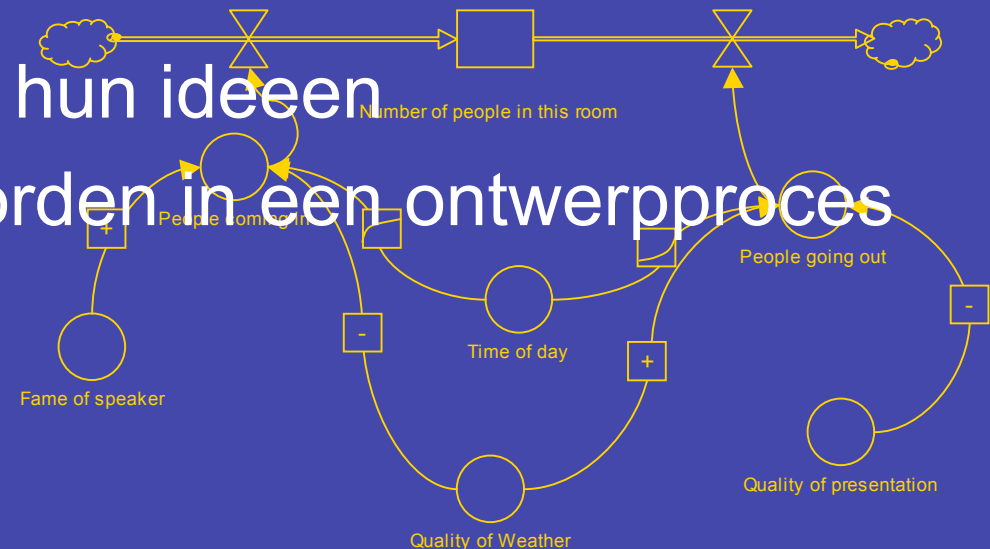 hun ideeen
Number of people in this room
orden in een ontwerpproces
People coming in
+
People going out
-
-
Time of day
+
Fame of speaker
Quality of presentation
Quality of Weather